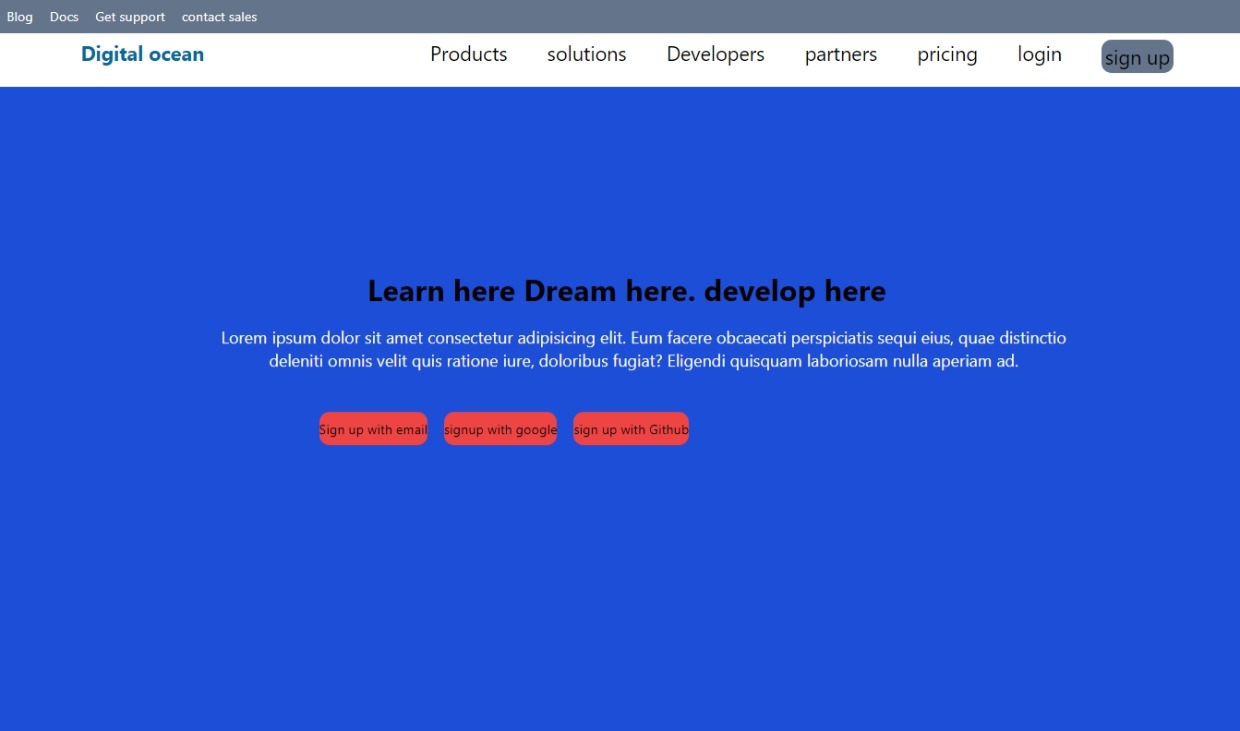 Blog Docs Get support contact sales
Digital ocean Products solutions Developers partners pricing login sign up
Learn here Dream here. develop here
Lorem ipsum dolor sit amet consectetur adipisicing elit. Eum facere obcaecati perspiciatis sequi eius, quae distinctio
deleniti omnis velit quis ratione iure, doloribus fugiat? Eligendi quisquam laboriosam nulla aperiam ad.
Sign up with email signup with google sign up with Github